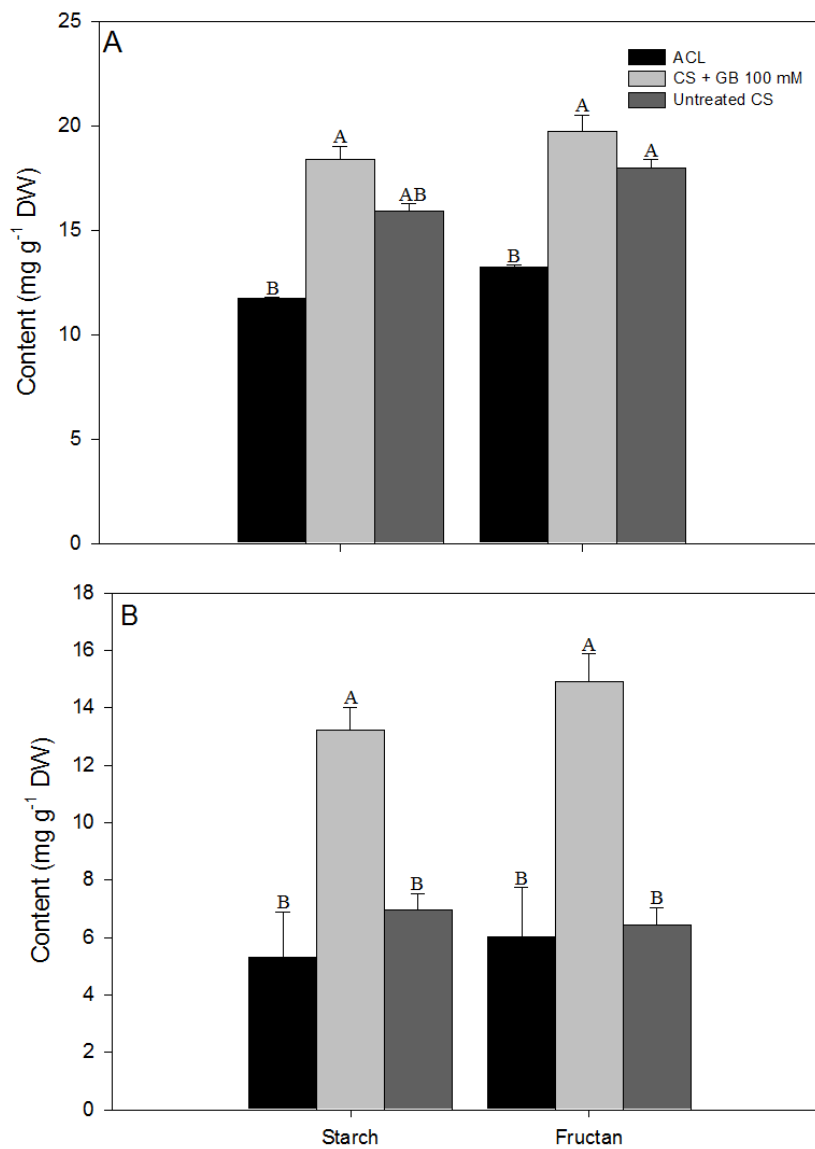 A
ACL
CS + GB 100 mM
Untreated CS
Content (mg g⁻¹ DW)
25
20
15
10
5
0
B
A
AB
B
A
A
B
Content (mg g⁻¹ DW)
18
16
14
12
10
8
6
4
2
0
B
A
B
B
A
B
Starch
Fructan